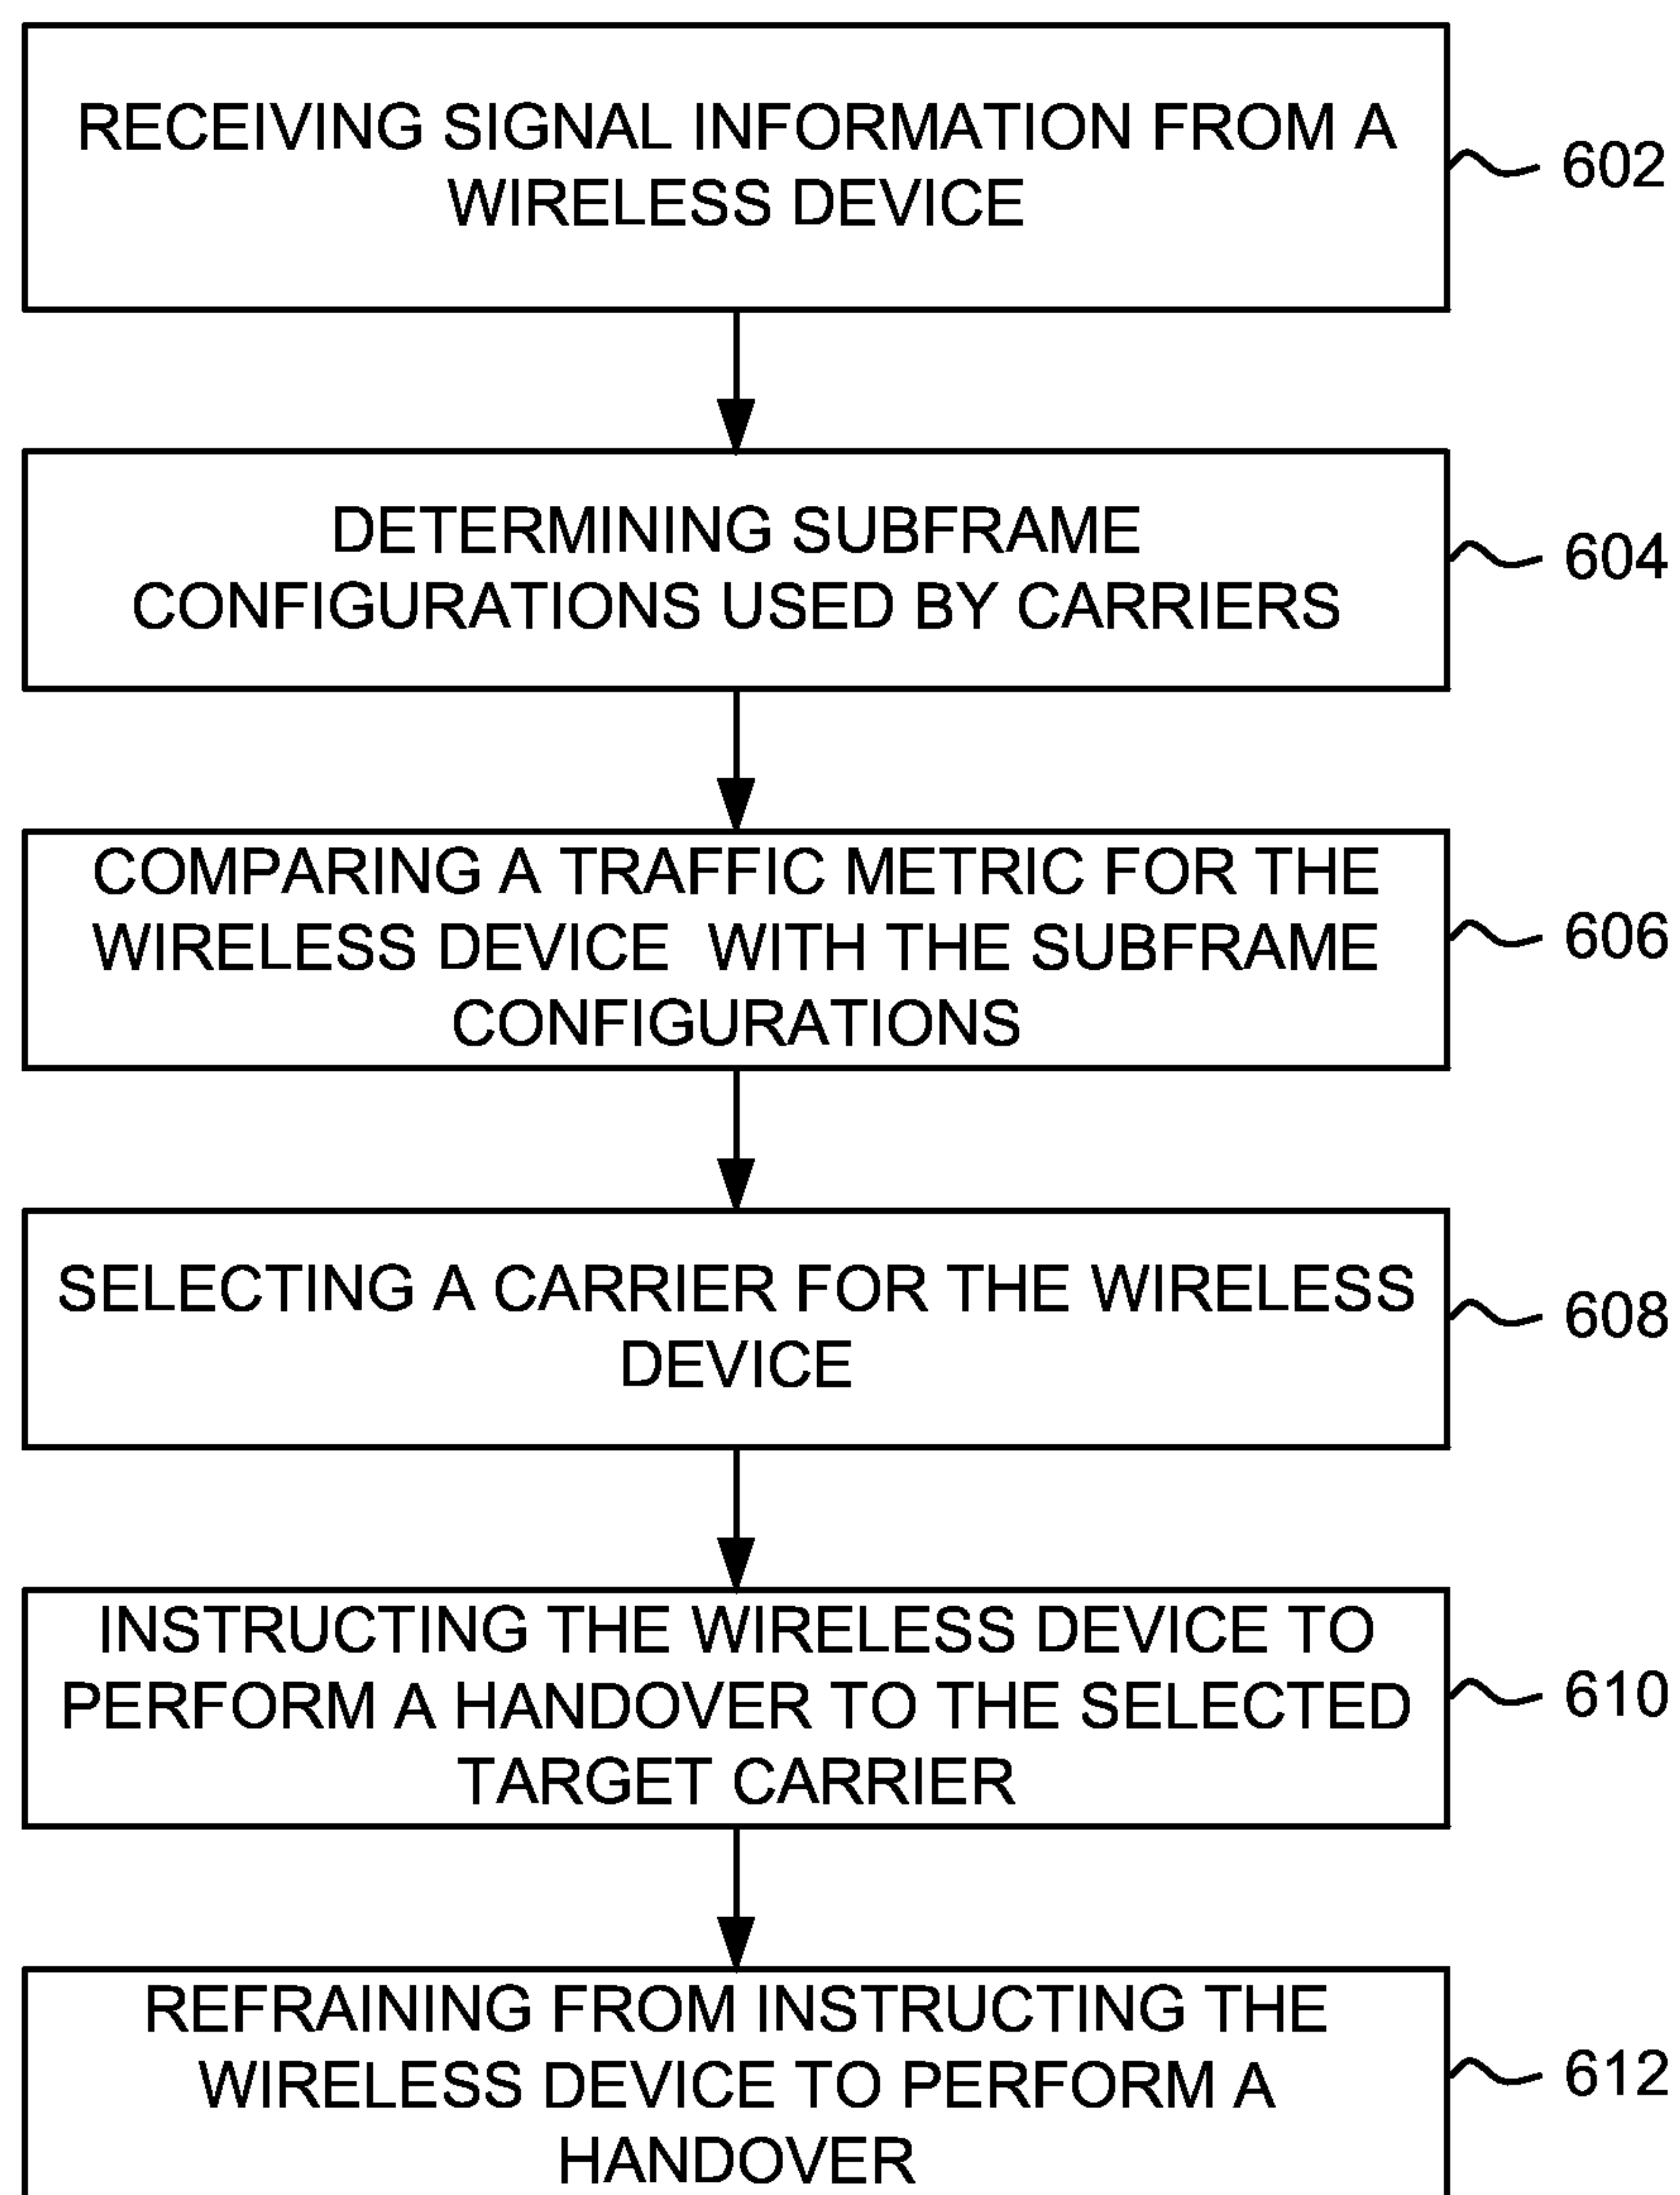 RECEIVING SIGNAL INFORMATION FROM A
WIRELESS DEVICE
602
DETERMINING SUBFRAME
CONFIGURATIONS USED BY CARRIERS
604
COMPARING A TRAFFIC METRIC FOR THE
WIRELESS DEVICE WITH THE SUBFRAME
CONFIGURATIONS
606
SELECTING A CARRIER FOR THE WIRELESS
DEVICE
608
INSTRUCTING THE WIRELESS DEVICE TO
PERFORM A HANDOVER TO THE SELECTED
TARGET CARRIER
610
REFRAINING FROM INSTRUCTING THE
WIRELESS DEVICE TO PERFORM A
HANDOVER
612